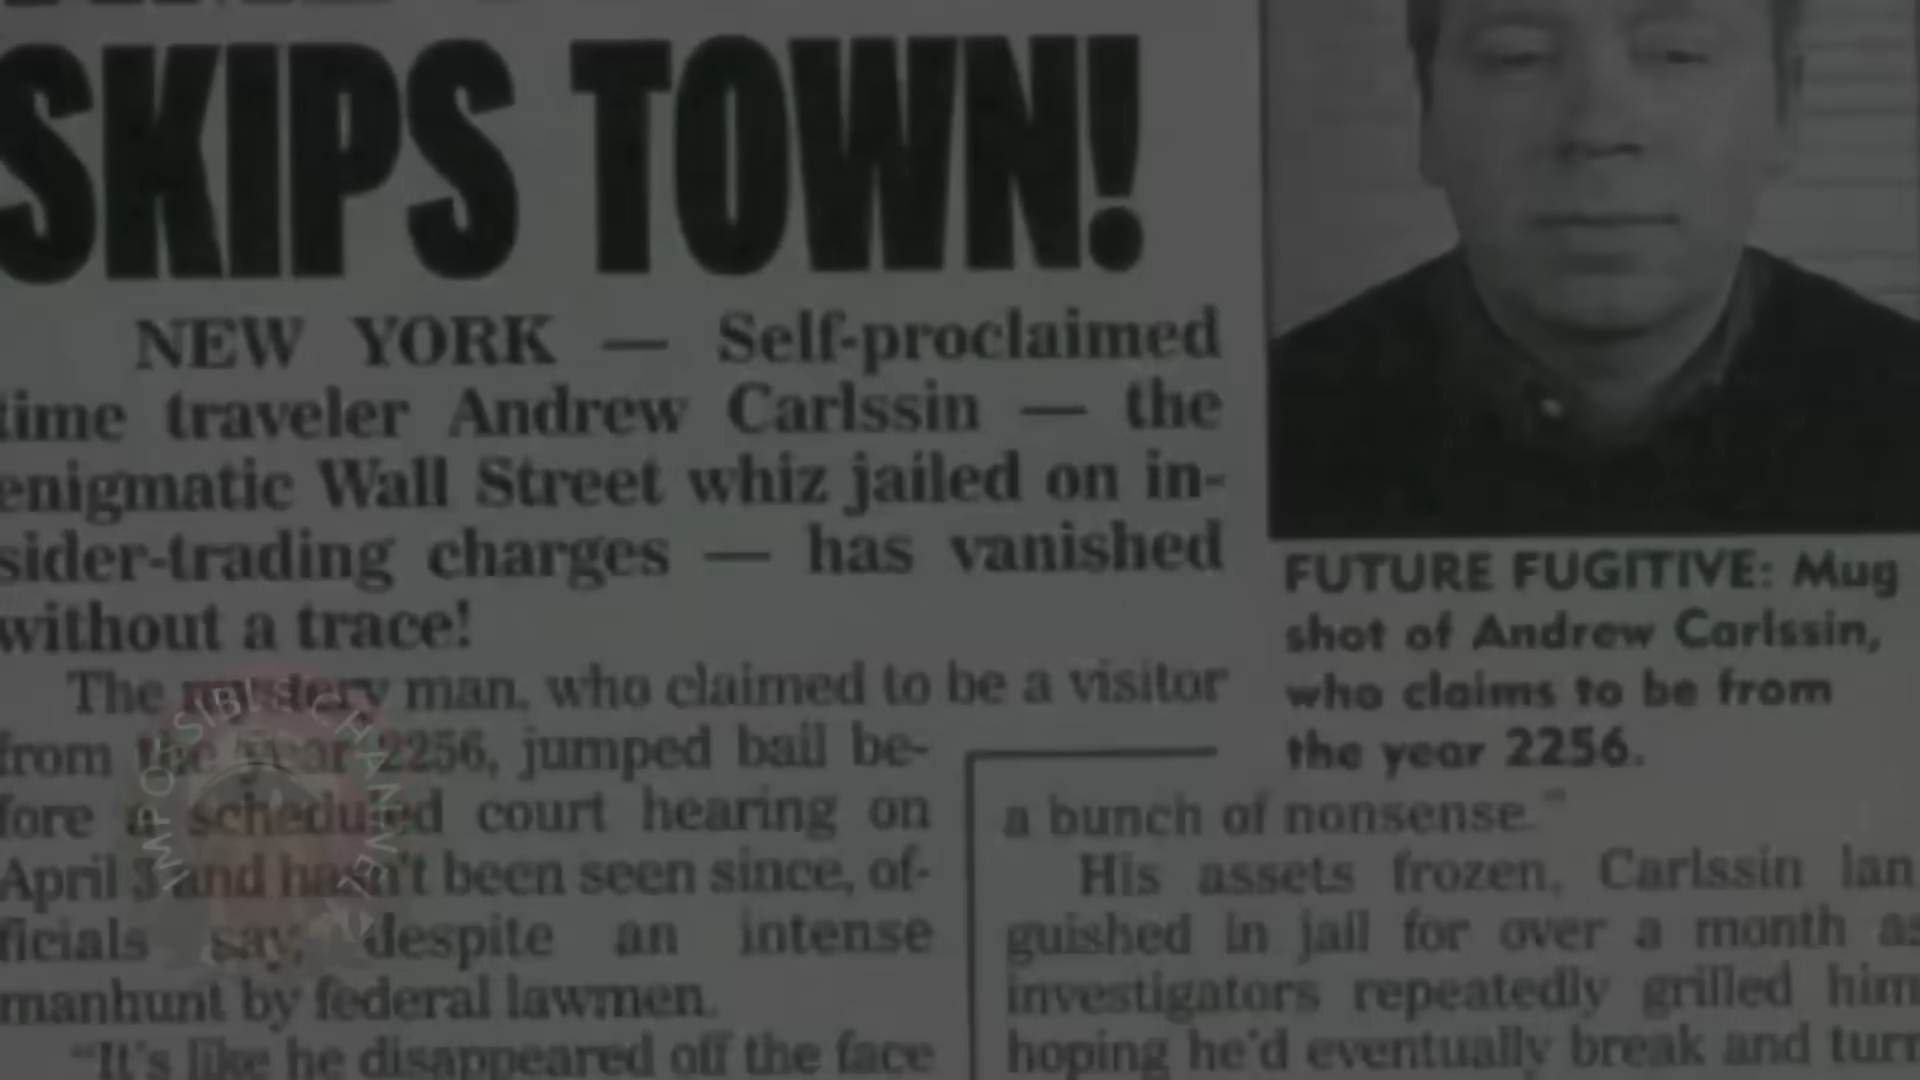 SKIPS TOWN!
NEW YORK — Self-proclaimed
time traveler Andrew Carlssin — the
enigmatic Wall Street whiz jailed on in-
sider-trading charges — has vanished
without a trace!
The mystery man, who claimed to be a visitor
from the year 2256, jumped bail be-
fore a scheduled court hearing on
April 3 and hasn't been seen since, of-
ficials say, despite an intense
manhunt by federal lawmen.
"It's like he disappeared off the face
FUTURE FUGITIVE: Mug
shot of Andrew Carlssin,
who claims to be from
the year 2256.
a bunch of nonsense."
His assets frozen, Carlssin lan
guished in jail for over a month as
investigators repeatedly grilled him
hoping he'd eventually break and turn
IMPOSSIBLE CHANNEL